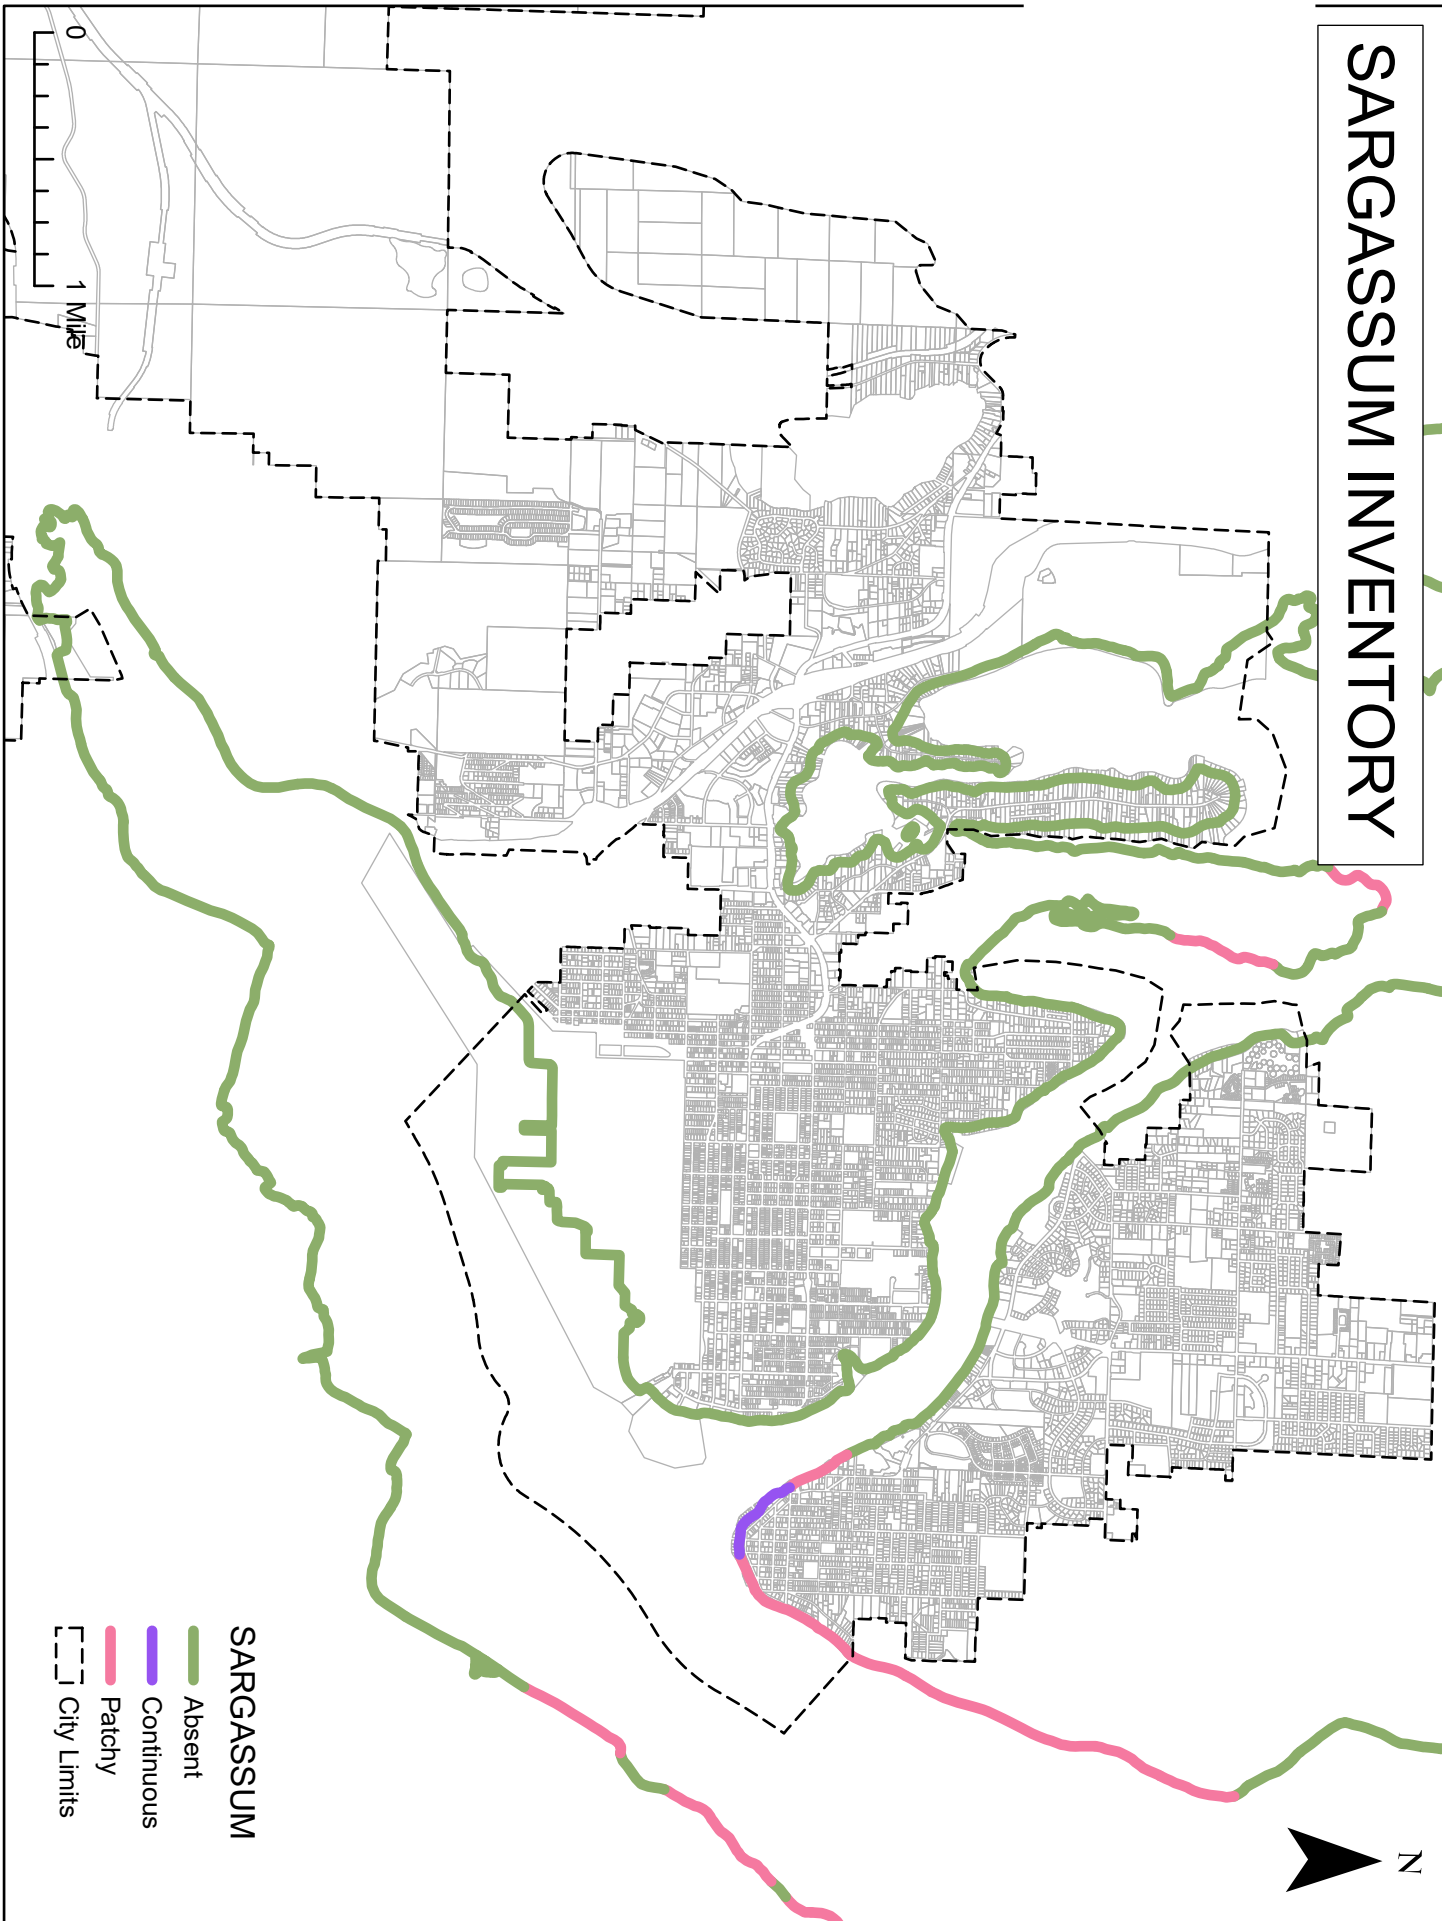 SARGASSUM INVENTORY
N
0
1 Mile
SARGASSUM
Absent
Continuous
Patchy
City Limits